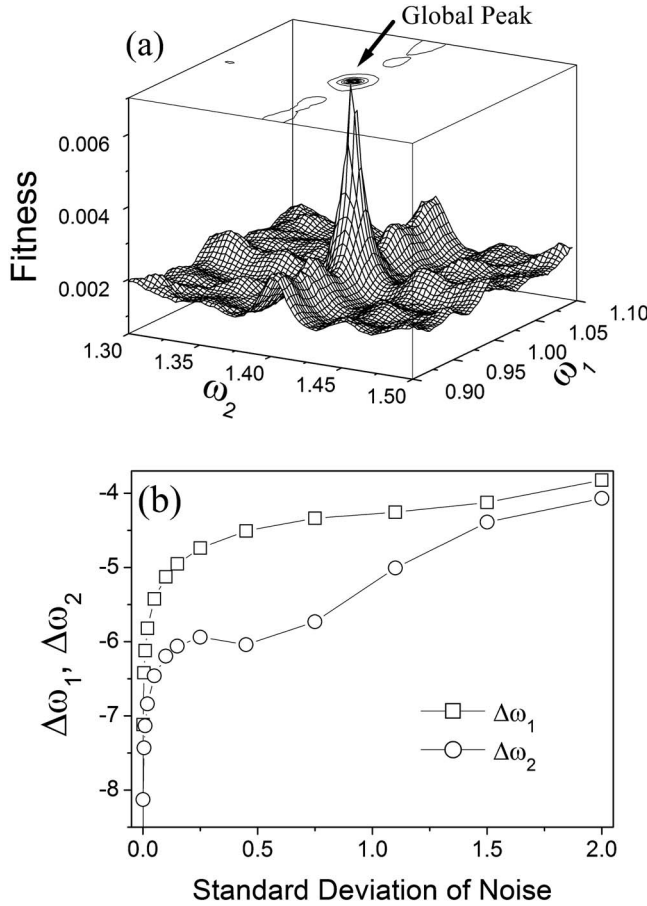 (a)
Global Peak
Fitness
0.006
0.004
0.002
1.30
1.35
1.40
1.45
1.50
ω2
0.90
0.95
1.00
1.05
1.10
ω1
(b)
Δω1, Δω2
-4
-5
-6
-7
-8
Δω1
Δω2
0.0 0.5 1.0 1.5 2.0
Standard Deviation of Noise